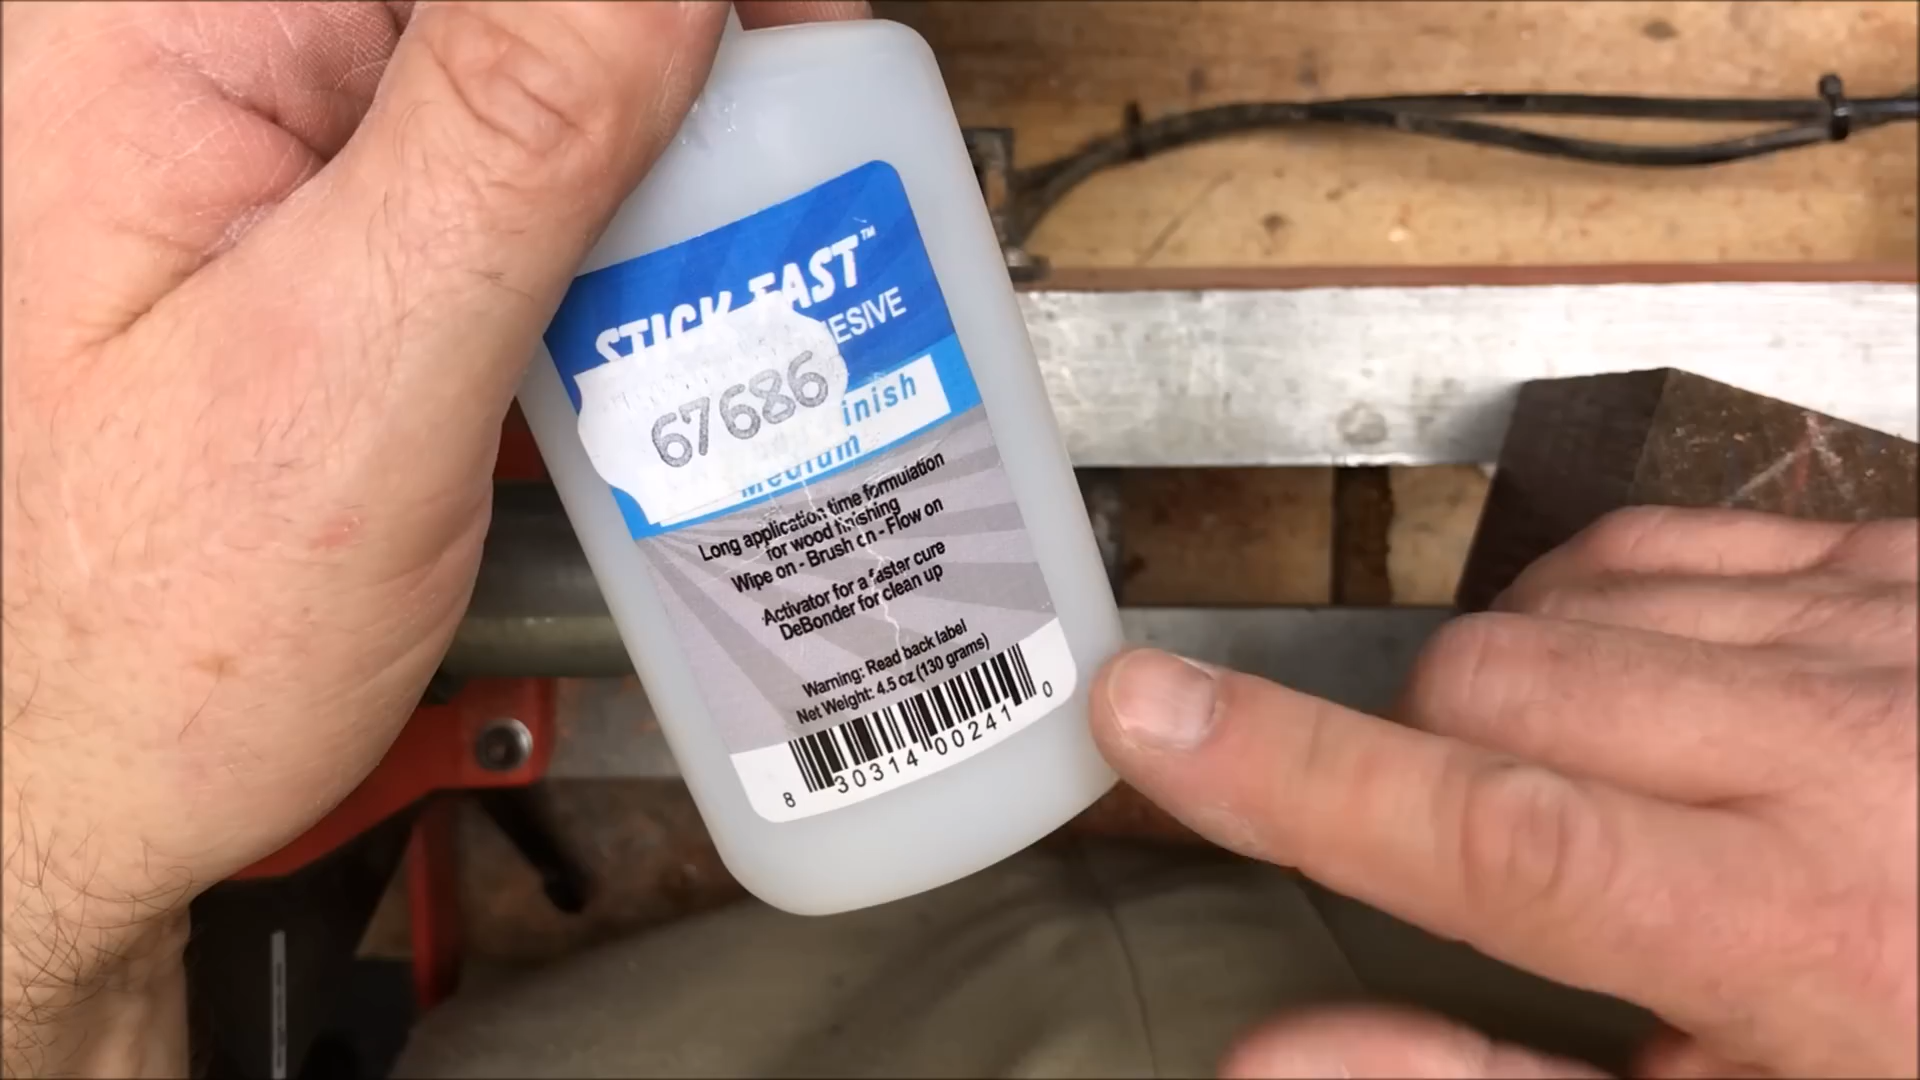 STICK FAST™
ESIVE
67686
inish
Medium
Long application time formulation
for wood finishing
Wipe on - Brush on - Flow on
Activator for a faster cure
DeBonder for clean up
Warning: Read back label
Net Weight: 4.5 oz (130 grams)
8 30314 00241 0